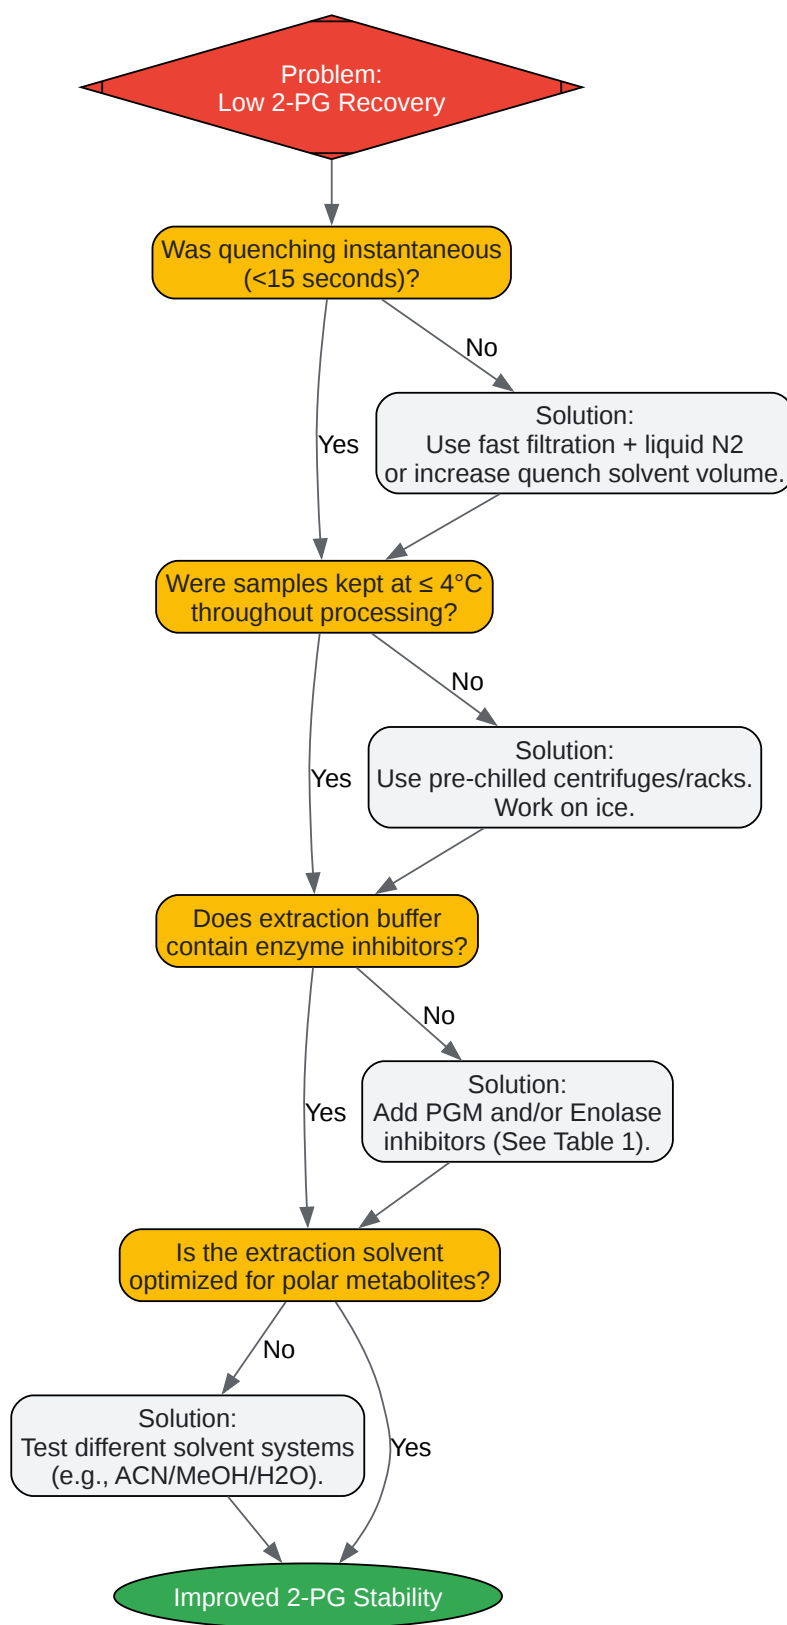 Problem:
Low 2-PG Recovery
Was quenching instantaneous
(<15 seconds)?
No
Solution:
Use fast filtration + liquid N2
or increase quench solvent volume.
Yes
Were samples kept at ≤ 4°C
throughout processing?
No
Solution:
Use pre-chilled centrifuges/racks.
Work on ice.
Yes
Does extraction buffer
contain enzyme inhibitors?
No
Solution:
Add PGM and/or Enolase
inhibitors (See Table 1).
Yes
Is the extraction solvent
optimized for polar metabolites?
No
Solution:
Test different solvent systems
(e.g., ACN/MeOH/H2O).
Yes
Improved 2-PG Stability